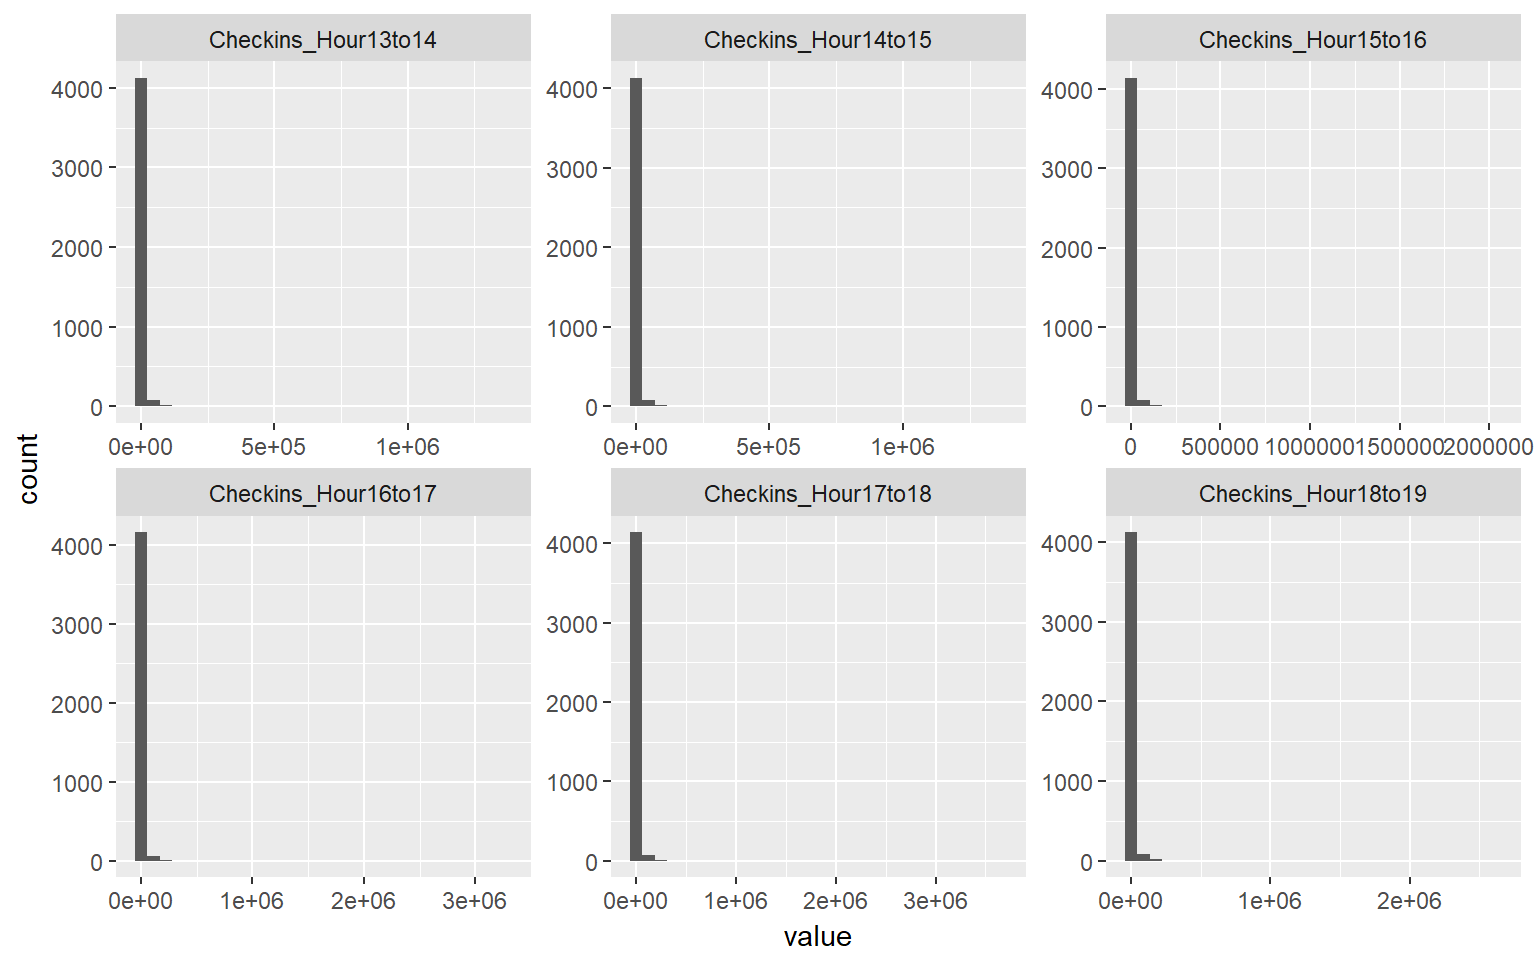 Checkins_Hour13to14 Checkins_Hour14to15 Checkins_Hour15to16
4000 4000 4000
3000 3000 3000
2000 2000 2000
1000 1000 1000
0 0 0
0e+00 5e+05 1e+06 0e+00 5e+05 1e+06 0 500000 1000000 1500000 2000000
count
Checkins_Hour16to17 Checkins_Hour17to18 Checkins_Hour18to19
4000 4000 4000
3000 3000 3000
2000 2000 2000
1000 1000 1000
0 0 0
0e+00 1e+06 2e+06 3e+06 0e+00 1e+06 2e+06 3e+06 0e+00 1e+06 2e+06
value